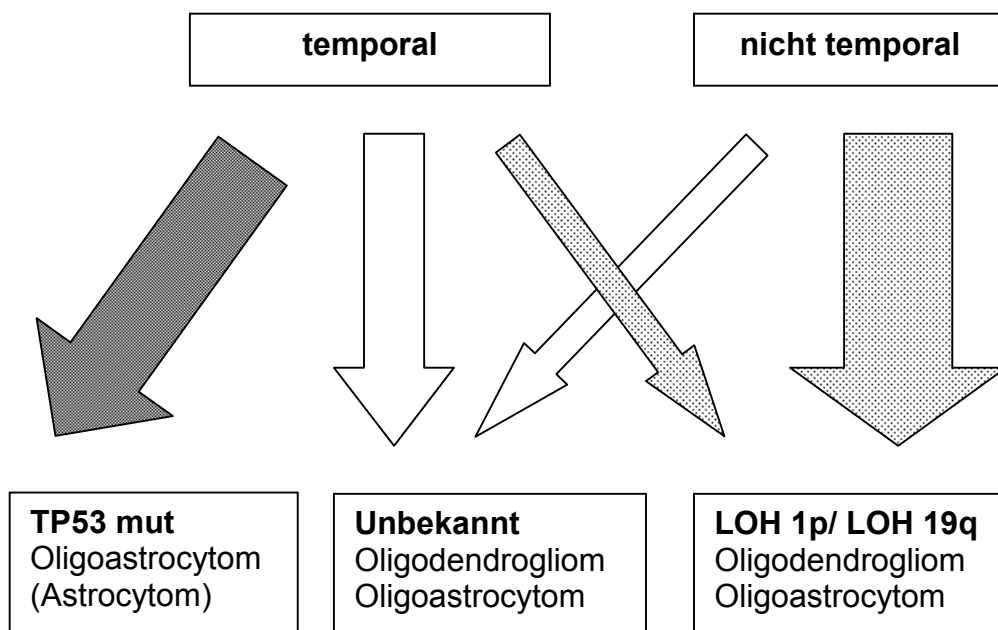 temporal
nicht temporal
TP53 mut
Oligoastrocytom
(Astrocytom)
Unbekannt
Oligodendrogliom
Oligoastrocytom
LOH 1p/ LOH 19q
Oligodendrogliom
Oligoastrocytom